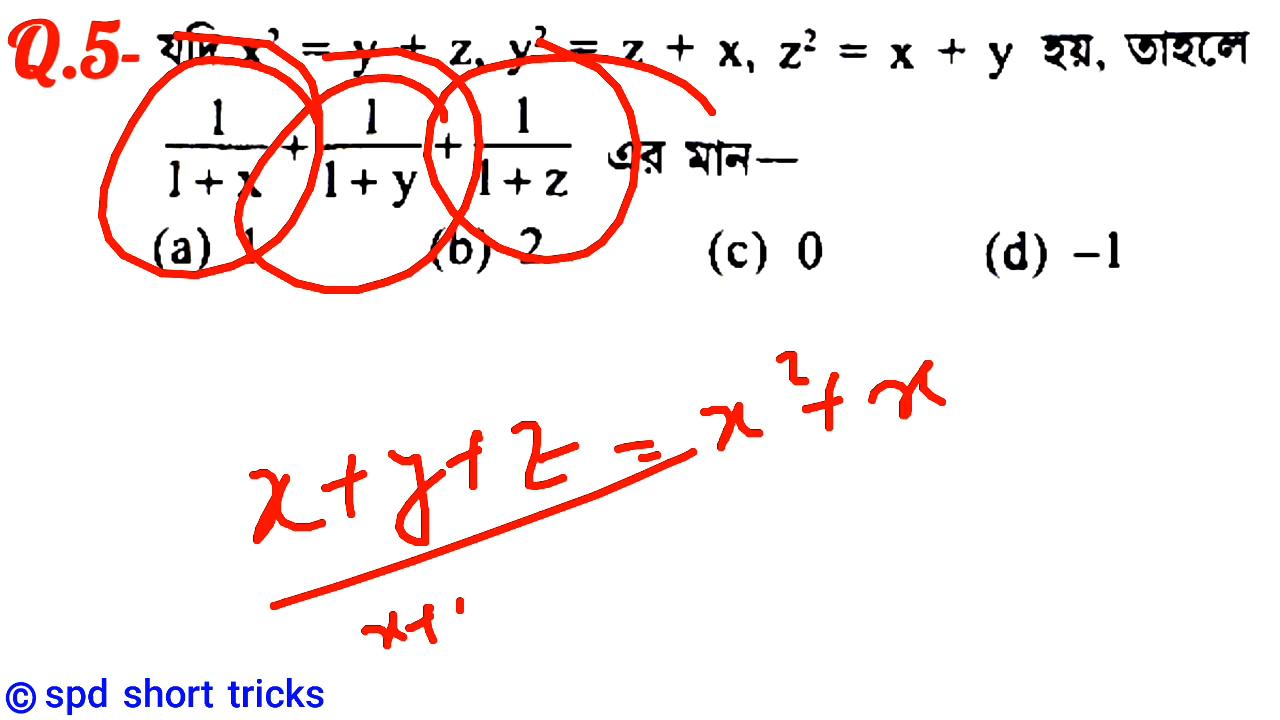 Q.5- যদি x² = y + z, y² = z + x, z² = x + y হয়, তাহলে
1/(1 + x) + 1/(1 + y) + 1/(1 + z) এর মান—
(a) 1 (b) 2 (c) 0 (d) –1
x + y + z = x² + x
x+1
© spd short tricks